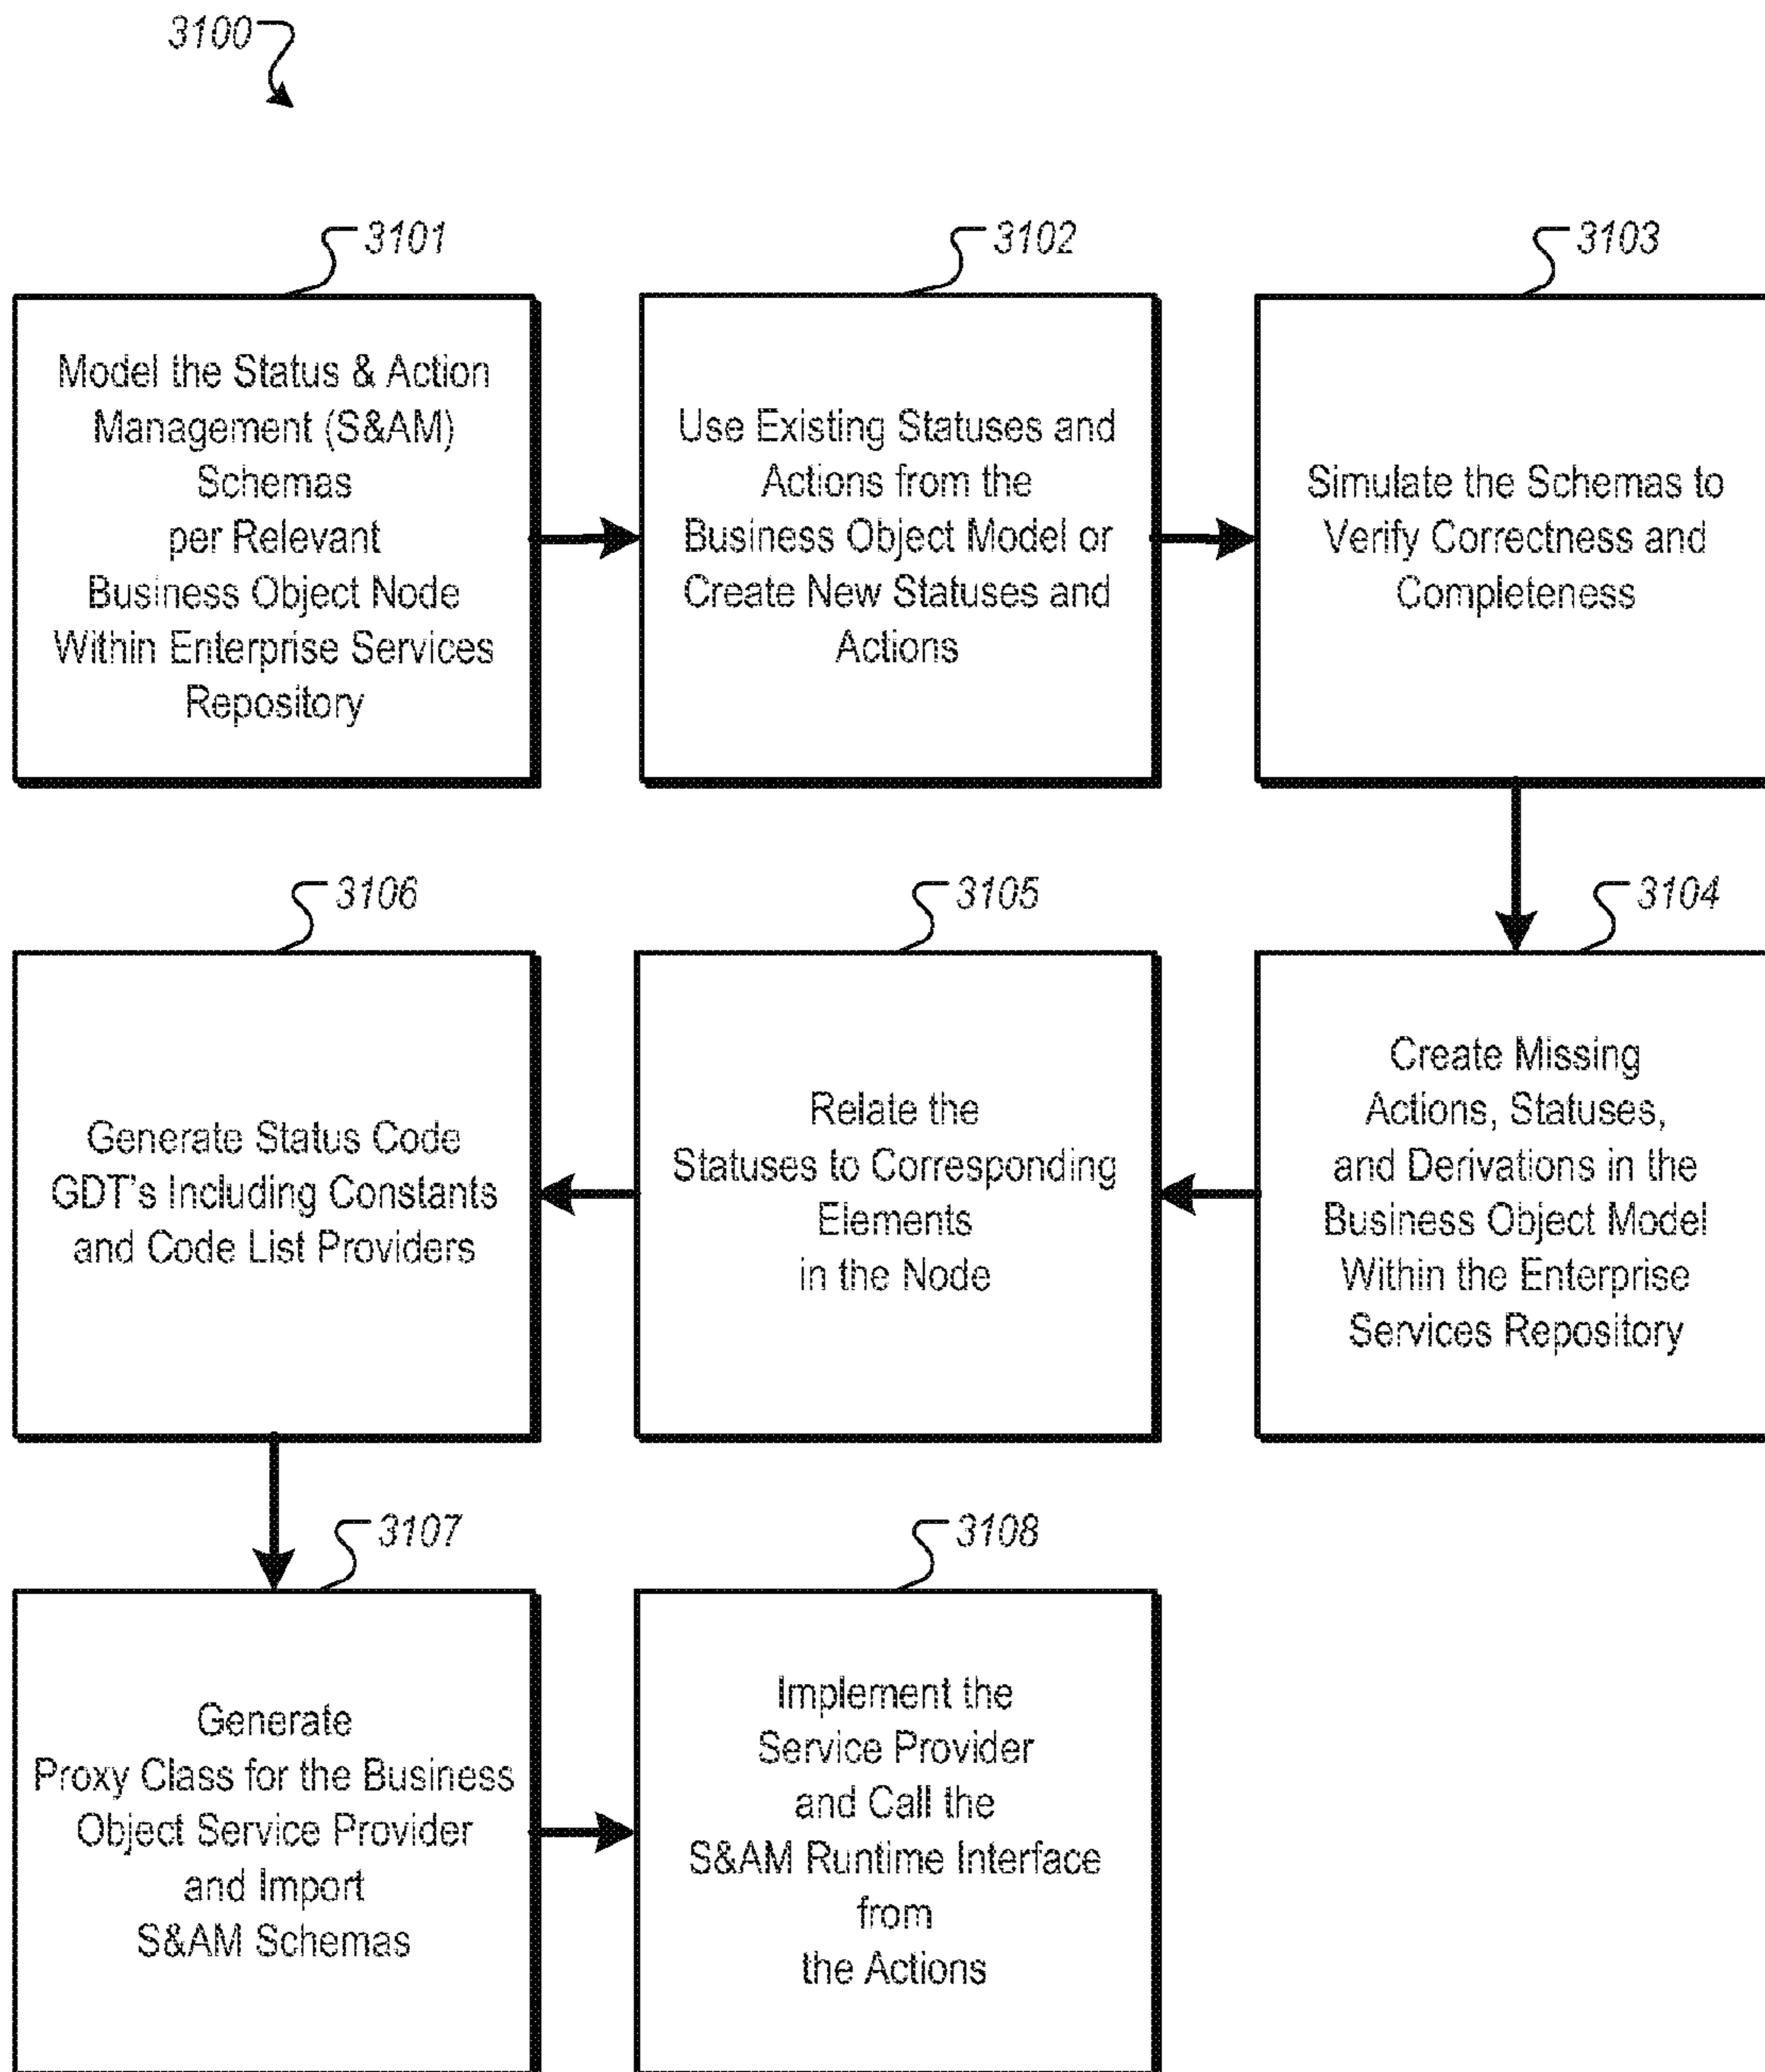 3100
3101
Model the Status & Action
Management (S&AM)
Schemas
per Relevant
Business Object Node
Within Enterprise Services
Repository
3102
Use Existing Statuses and
Actions from the
Business Object Model or
Create New Statuses and
Actions
3103
Simulate the Schemas to
Verify Correctness and
Completeness
3104
Create Missing
Actions, Statuses,
and Derivations in the
Business Object Model
Within the Enterprise
Services Repository
3105
Relate the
Statuses to Corresponding
Elements
in the Node
3106
Generate Status Code
GDT's Including Constants
and Code List Providers
3107
Generate
Proxy Class for the Business
Object Service Provider
and Import
S&AM Schemas
3108
Implement the
Service Provider
and Call the
S&AM Runtime Interface
from
the Actions